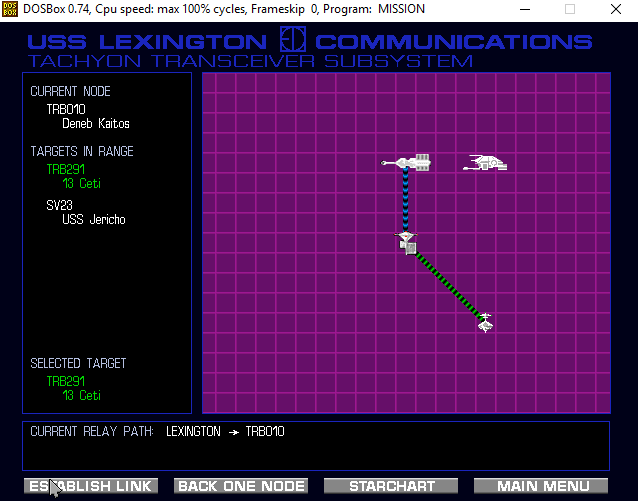 DOSBox 0.74, Cpu speed: max 100% cycles, Frameskip 0, Program: MISSION
USS LEXINGTON COMMUNICATIONS
TACHYON TRANSCEIVER SUBSYSTEM
CURRENT NODE
TRB010
Deneb Kaitos
TARGETS IN RANGE
TRB291
13 Ceti
SV23
USS Jericho
SELECTED TARGET
TRB291
13 Ceti
CURRENT RELAY PATH: LEXINGTON → TRB010
ESTABLISH LINK BACK ONE NODE STARCHART MAIN MENU